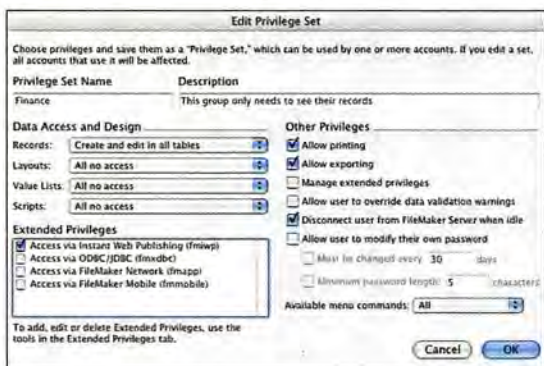 Edit Privilege Set
Choose privileges and save them as a "Privilege Set," which can be used by one or more accounts. If you edit a set,
all accounts that use it will be affected.
Privilege Set Name Description
Finance This group only needs to see their records
Data Access and Design
Records: Create and edit in all tables
Layouts: All no access
Value Lists: All no access
Scripts: All no access
Extended Privileges
Access via Instant Web Publishing (fmiwp)
Access via ODBC/JDBC (fmxdbc)
Access via FileMaker Network (fmapp)
Access via FileMaker Mobile (fmmobile)
To add, edit or delete Extended Privileges, use the
tools in the Extended Privileges tab.
Other Privileges
Allow printing
Allow exporting
Manage extended privileges
Allow user to override data validation warnings
Disconnect user from FileMaker Server when idle
Allow user to modify their own password
Must be changed every 30 days
Minimum password length: 5 characters
Available menu commands: All
Cancel OK